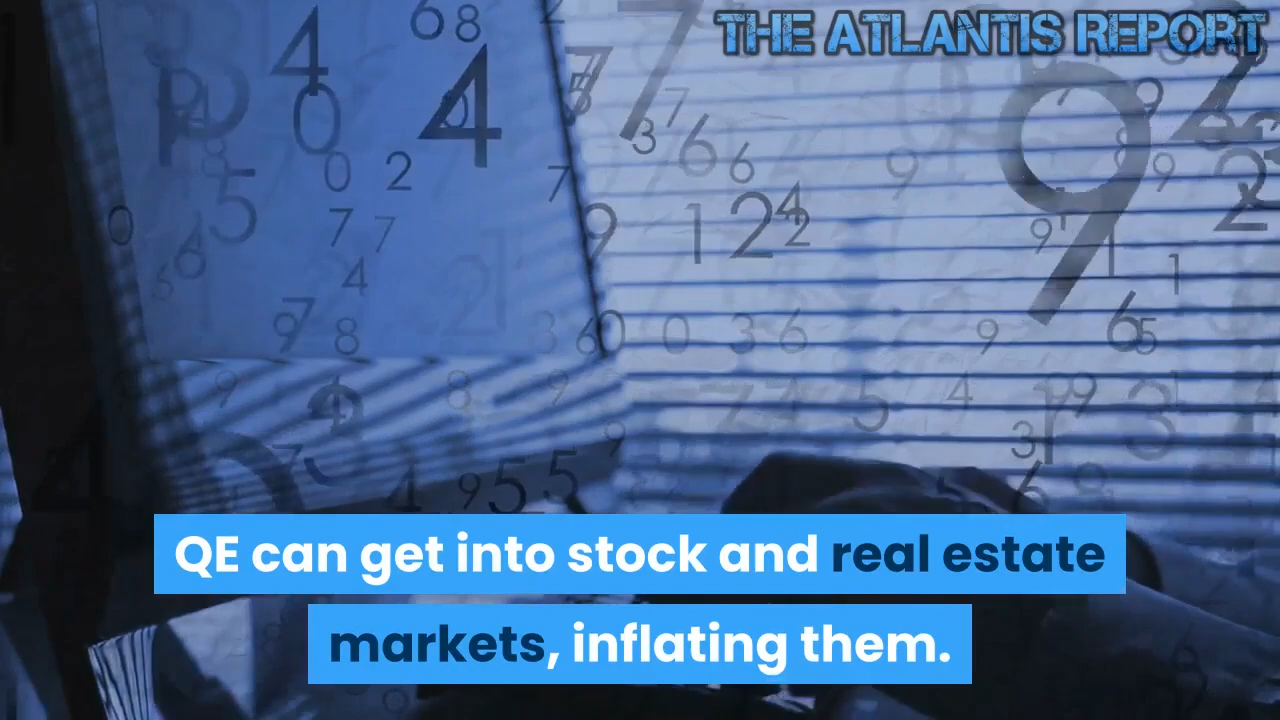 THE ATLANTIS REPORT
QE can get into stock and real estate
markets, inflating them.